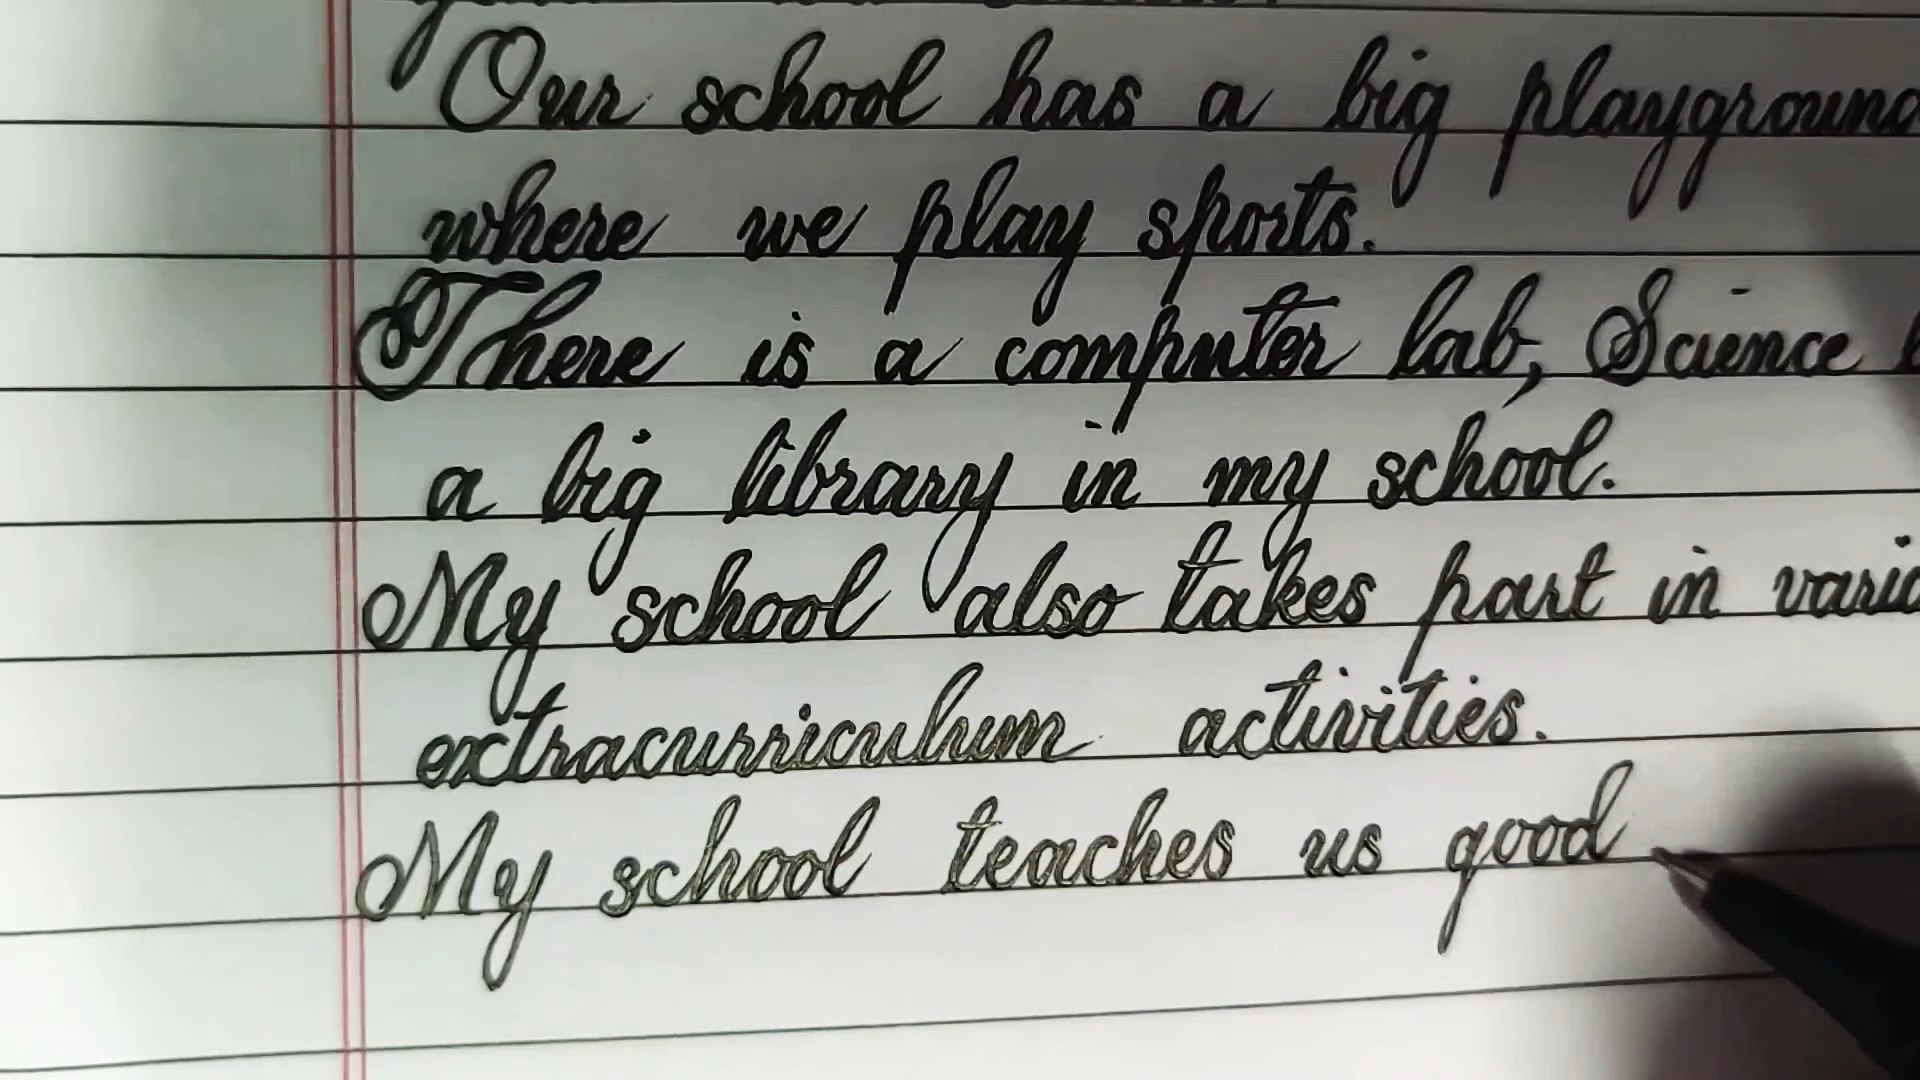 Our school has a big playground
where we play sports.
There is a computer lab, Science
a big library in my school.
My school also takes part in
extracurriculum activities.
My school teaches us good